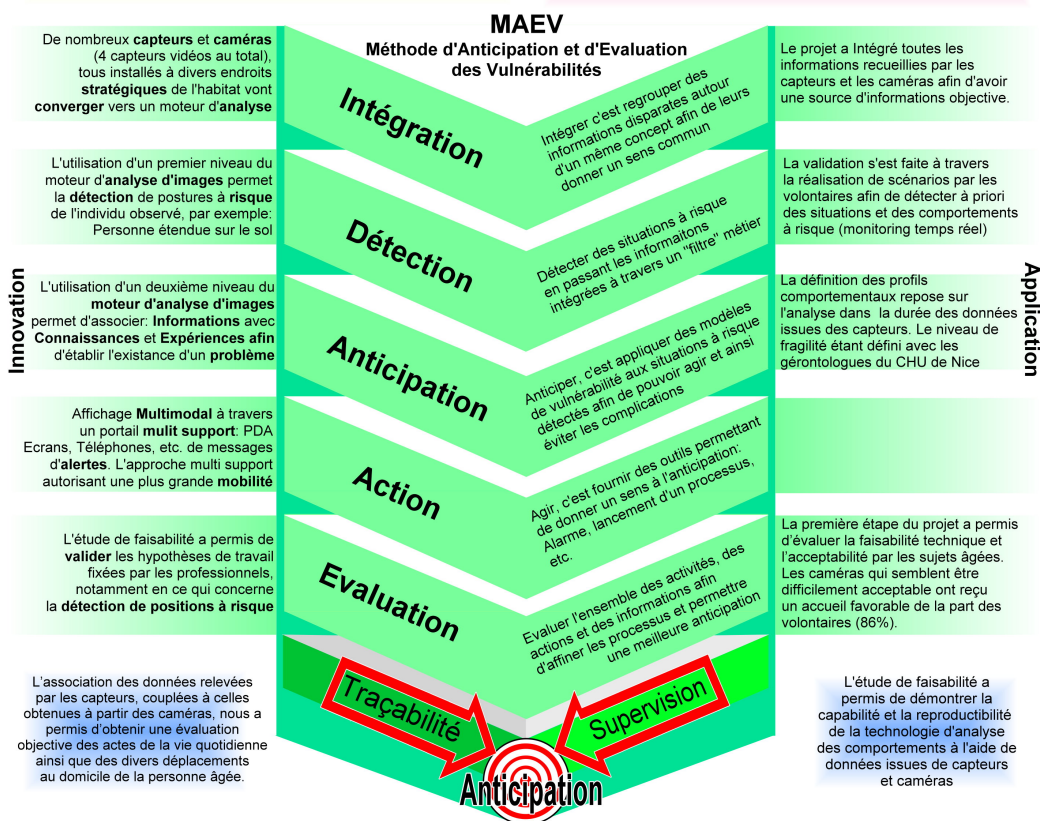 MAEV
Méthode d'Anticipation et d'Evaluation
des Vulnérabilités
Innovation
Application
De nombreux capteurs et caméras
(4 capteurs vidéos au total),
tous installés à divers endroits
stratégiques de l'habitat vont
converger vers un moteur d'analyse
Intégration
Intégrer c'est regrouper des
informations disparates autour
d'un même concept afin de leurs
donner un sens commun
Le projet a Intégré toutes les
informations recueillies par les
capteurs et les caméras afin d'avoir
une source d'informations objective.
L'utilisation d'un premier niveau du
moteur d'analyse d'images permet
la détection de postures à risque
de l'individu observé, par exemple:
Personne étendue sur le sol
Détection
Détecter des situations à risque
en passant les informaitons
intégrées à travers un "filtre" métier
La validation s'est faite à travers
la réalisation de scénarios par les
volontaires afin de détecter à priori
des situations et des comportements
à risque (monitoring temps réel)
L'utilisation d'un deuxième niveau du
moteur d'analyse d'images
permet d'associer: Informations avec
Connaissances et Expériences afin
d'établir l'existance d'un problème
Anticipation
Anticiper, c'est appliquer des modèles
de vulnérabilité aux situations à risque
détectés afin de pouvoir agir et ainsi
éviter les complications
La définition des profils
comportementaux repose sur
l'analyse dans la durée des données
issues des capteurs. Le niveau de
fragilité étant défini avec les
gérontologues du CHU de Nice
Affichage Multimodal à travers
un portail mulit support: PDA
Ecrans, Téléphones, etc. de messages
d'alertes. L'approche multi support
autorisant une plus grande mobilité
Action
Agir, c'est fournir des outils permettant
de donner un sens à l'anticipation:
Alarme, lancement d'un processus,
etc.
L'étude de faisabilité a permis de
valider les hypothèses de travail
fixées par les professionnels,
notamment en ce qui concerne
la détection de positions à risque
Evaluation
Evaluer l'ensemble des activités, des
actions et des informations afin
d'affiner les processus et permettre
une meilleure anticipation
La première étape du projet a permis
d'évaluer la faisabilité technique et
l'acceptabilité par les sujets âgées.
Les caméras qui semblent être
difficilement acceptable ont reçu
un accueil favorable de la part des
volontaires (86%).
L'association des données relevées
par les capteurs, couplées à celles
obtenues à partir des caméras, nous a
permis d'obtenir une évaluation
objective des actes de la vie quotidienne
ainsi que des divers déplacements
au domicile de la personne âgée.
Traçabilité
Supervision
Anticipation
L'étude de faisabilité a
permis de démontrer la
capabilité et la reproductibilité
de la technologie d'analyse
des comportements à l'aide de
données issues de capteurs
et caméras